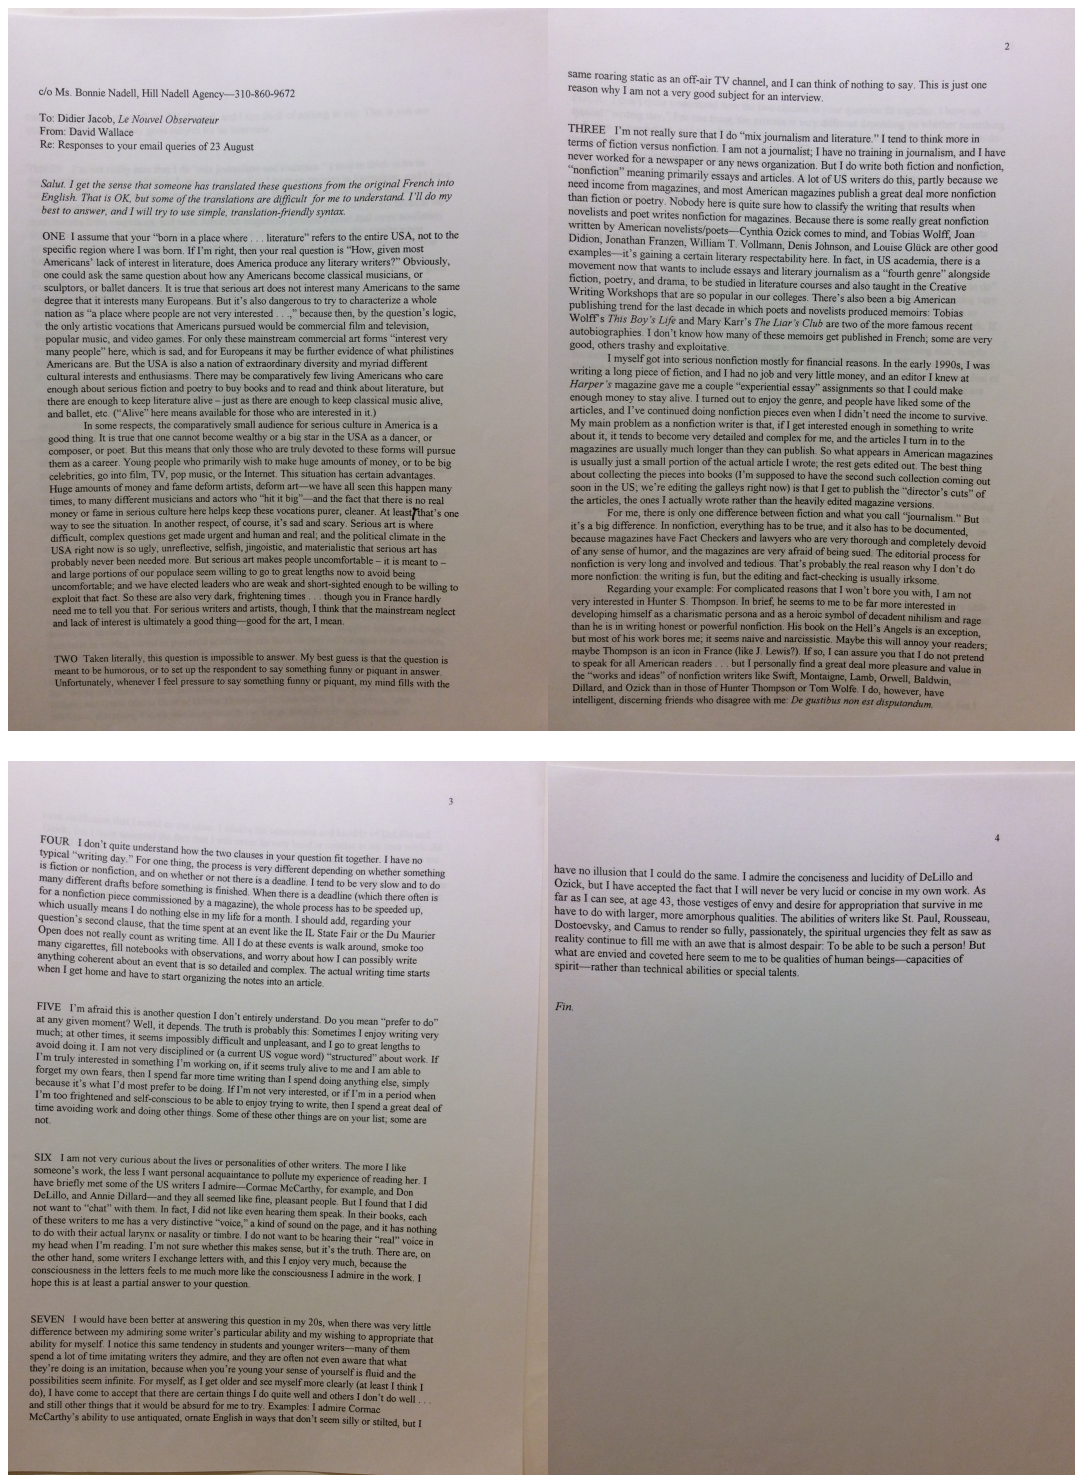 c/o Ms. Bonnie Nadell, Hill Nadell Agency—310-860-9672
To: Didier Jacob, Le Nouvel Observateur
From: David Wallace
Re: Responses to your email queries of 23 August
Salut. I get the sense that someone has translated these questions from the original French into
English. That is OK, but some of the translations are difficult for me to understand. I'll do my
best to answer, and I will try to use simple, translation-friendly syntax.
ONE I assume that your “born in a place where . . . literature” refers to the entire USA, not to the
specific region where I was born. If I'm right, then your real question is “How, given most
Americans' lack of interest in literature, does America produce any literary writers?” Obviously,
one could ask the same question about how any Americans become classical musicians, or
sculptors, or ballet dancers. It is true that serious art does not interest many Americans to the same
degree that it interests many Europeans. But it's also dangerous to try to characterize a whole
nation as “a place where people are not very interested . . .,” because then, by the question's logic,
the only artistic vocations that Americans pursued would be commercial film and television,
popular music, and video games. For only these mainstream commercial art forms “interest very
many people” here, which is sad, and for Europeans it may be further evidence of what philistines
Americans are. But the USA is also a nation of extraordinary diversity and myriad different
cultural interests and enthusiasms. There may be comparatively few living Americans who care
enough about serious fiction and poetry to buy books and to read and think about literature, but
there are enough to keep literature alive – just as there are enough to keep classical music alive,
and ballet, etc. (“Alive” here means available for those who are interested in it.)
In some respects, the comparatively small audience for serious culture in America is a
good thing. It is true that one cannot become wealthy or a big star in the USA as a dancer, or
composer, or poet. But this means that only those who are truly devoted to these forms will pursue
them as a career. Young people who primarily wish to make huge amounts of money, or to be big
celebrities, go into film, TV, pop music, or the Internet. This situation has certain advantages.
Huge amounts of money and fame deform artists, deform art—we have all seen this happen many
times, to many different musicians and actors who “hit it big”—and the fact that there is no real
money or fame in serious culture here helps keep these vocations purer, cleaner. At least that's one
way to see the situation. In another respect, of course, it's sad and scary. Serious art is where
difficult, complex questions get made urgent and human and real; and the political climate in the
USA right now is so ugly, unreflective, selfish, jingoistic, and materialistic that serious art has
probably never been needed more. But serious art makes people uncomfortable – it is meant to –
and large portions of our populace seem willing to go to great lengths now to avoid being
uncomfortable; and we have elected leaders who are weak and short-sighted enough to be willing to
exploit that fact. So these are also very dark, frightening times . . . though you in France hardly
need me to tell you that. For serious writers and artists, though, I think that the mainstream neglect
and lack of interest is ultimately a good thing—good for the art, I mean.
TWO Taken literally, this question is impossible to answer. My best guess is that the question is
meant to be humorous, or to set up the respondent to say something funny or piquant in answer.
Unfortunately, whenever I feel pressure to say something funny or piquant, my mind fills with the
2
same roaring static as an off-air TV channel, and I can think of nothing to say. This is just one
reason why I am not a very good subject for an interview.
THREE I'm not really sure that I do “mix journalism and literature.” I tend to think more in
terms of fiction versus nonfiction. I am not a journalist; I have no training in journalism, and I have
never worked for a newspaper or any news organization. But I do write both fiction and nonfiction,
“nonfiction” meaning primarily essays and articles. A lot of US writers do this, partly because we
need income from magazines, and most American magazines publish a great deal more nonfiction
than fiction or poetry. Nobody here is quite sure how to classify the writing that results when
novelists and poet writes nonfiction for magazines. Because there is some really great nonfiction
written by American novelists/poets—Cynthia Ozick comes to mind, and Tobias Wolff, Joan
Didion, Jonathan Franzen, William T. Vollmann, Denis Johnson, and Louise Glück are other good
examples—it's gaining a certain literary respectability here. In fact, in US academia, there is a
movement now that wants to include essays and literary journalism as a “fourth genre” alongside
fiction, poetry, and drama, to be studied in literature courses and also taught in the Creative
Writing Workshops that are so popular in our colleges. There's also been a big American
publishing trend for the last decade in which poets and novelists produced memoirs: Tobias
Wolff's This Boy's Life and Mary Karr's The Liar's Club are two of the more famous recent
autobiographies. I don't know how many of these memoirs get published in French; some are very
good, others trashy and exploitative.
I myself got into serious nonfiction mostly for financial reasons. In the early 1990s, I was
writing a long piece of fiction, and I had no job and very little money, and an editor I knew at
Harper's magazine gave me a couple “experiential essay” assignments so that I could make
enough money to stay alive. I turned out to enjoy the genre, and people have liked some of the
articles, and I've continued doing nonfiction pieces even when I didn't need the income to survive.
My main problem as a nonfiction writer is that, if I get interested enough in something to write
about it, it tends to become very detailed and complex for me, and the articles I turn in to the
magazines are usually much longer than they can publish. So what appears in American magazines
is usually just a small portion of the actual article I wrote; the rest gets edited out. The best thing
about collecting the pieces into books (I'm supposed to have the second such collection coming out
soon in the US; we're editing the galleys right now) is that I get to publish the “director's cuts” of
the articles, the ones I actually wrote rather than the heavily edited magazine versions.
For me, there is only one difference between fiction and what you call “journalism.” But
it's a big difference. In nonfiction, everything has to be true, and it also has to be documented,
because magazines have Fact Checkers and lawyers who are very thorough and completely devoid
of any sense of humor, and the magazines are very afraid of being sued. The editorial process for
nonfiction is very long and involved and tedious. That's probably the real reason why I don't do
more nonfiction: the writing is fun, but the editing and fact-checking is usually irksome.
Regarding your example: For complicated reasons that I won't bore you with, I am not
very interested in Hunter S. Thompson. In brief, he seems to me to be far more interested in
developing himself as a charismatic persona and as a heroic symbol of decadent nihilism and rage
than he is in writing honest or powerful nonfiction. His book on the Hell's Angels is an exception,
but most of his work bores me; it seems naive and narcissistic. Maybe this will annoy your readers;
maybe Thompson is an icon in France (like J. Lewis?). If so, I can assure you that I do not pretend
to speak for all American readers . . . but I personally find a great deal more pleasure and value in
the “works and ideas” of nonfiction writers like Swift, Montaigne, Lamb, Orwell, Baldwin,
Dillard, and Ozick than in those of Hunter Thompson or Tom Wolfe. I do, however, have
intelligent, discerning friends who disagree with me: De gustibus non est disputandum.
3
FOUR I don't quite understand how the two clauses in your question fit together. I have no
typical “writing day.” For one thing, the process is very different depending on whether something
is fiction or nonfiction, and on whether or not there is a deadline. I tend to be very slow and to do
many different drafts before something is finished. When there is a deadline (which there often is
for a nonfiction piece commissioned by a magazine), the whole process has to be speeded up,
which usually means I do nothing else in my life for a month. I should add, regarding your
question's second clause, that the time spent at an event like the IL State Fair or the Du Maurier
Open does not really count as writing time. All I do at these events is walk around, smoke too
many cigarettes, fill notebooks with observations, and worry about how I can possibly write
anything coherent about an event that is so detailed and complex. The actual writing time starts
when I get home and have to start organizing the notes into an article.
FIVE I'm afraid this is another question I don't entirely understand. Do you mean “prefer to do”
at any given moment? Well, it depends. The truth is probably this: Sometimes I enjoy writing very
much; at other times, it seems impossibly difficult and unpleasant, and I go to great lengths to
avoid doing it. I am not very disciplined or (a current US vogue word) “structured” about work. If
I'm truly interested in something I'm working on, if it seems truly alive to me and I am able to
forget my own fears, then I spend far more time writing than I spend doing anything else, simply
because it's what I'd most prefer to be doing. If I'm not very interested, or if I'm in a period when
I'm too frightened and self-conscious to be able to enjoy trying to write, then I spend a great deal of
time avoiding work and doing other things. Some of these other things are on your list; some are
not.
SIX I am not very curious about the lives or personalities of other writers. The more I like
someone's work, the less I want personal acquaintance to pollute my experience of reading her. I
have briefly met some of the US writers I admire—Cormac McCarthy, for example, and Don
DeLillo, and Annie Dillard—and they all seemed like fine, pleasant people. But I found that I did
not want to “chat” with them. In fact, I did not like even hearing them speak. In their books, each
of these writers to me has a very distinctive “voice,” a kind of sound on the page, and it has nothing
to do with their actual larynx or nasality or timbre. I do not want to be hearing their “real” voice in
my head when I'm reading. I'm not sure whether this makes sense, but it's the truth. There are, on
the other hand, some writers I exchange letters with, and this I enjoy very much, because the
consciousness in the letters feels to me much more like the consciousness I admire in the work. I
hope this is at least a partial answer to your question.
SEVEN I would have been better at answering this question in my 20s, when there was very little
difference between my admiring some writer's particular ability and my wishing to appropriate that
ability for myself. I notice this same tendency in students and younger writers—many of them
spend a lot of time imitating writers they admire, and they are often not even aware that what
they're doing is an imitation, because when you're young your sense of yourself is fluid and the
possibilities seem infinite. For myself, as I get older and see myself more clearly (at least I think I
do), I have come to accept that there are certain things I do quite well and others I don't do well . . .
and still other things that it would be absurd for me to try. Examples: I admire Cormac
McCarthy's ability to use antiquated, ornate English in ways that don't seem silly or stilted, but I
4
have no illusion that I could do the same. I admire the conciseness and lucidity of DeLillo and
Ozick, but I have accepted the fact that I will never be very lucid or concise in my own work. As
far as I can see, at age 43, those vestiges of envy and desire for appropriation that survive in me
have to do with larger, more amorphous qualities. The abilities of writers like St. Paul, Rousseau,
Dostoevsky, and Camus to render so fully, passionately, the spiritual urgencies they felt as saw as
reality continue to fill me with an awe that is almost despair: To be able to be such a person! But
what are envied and coveted here seem to me to be qualities of human beings—capacities of
spirit—rather than technical abilities or special talents.
Fin.